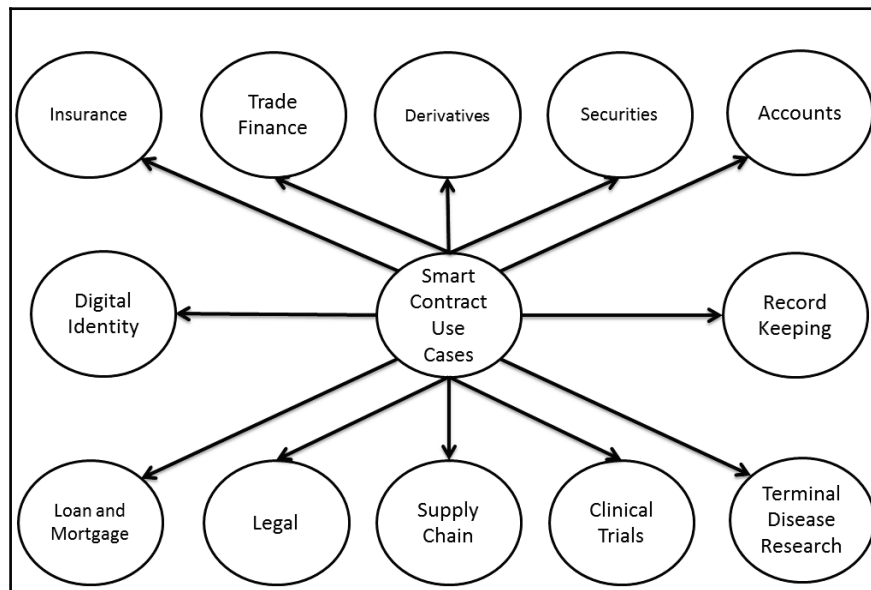 Insurance
Trade
Finance
Derivatives
Securities
Accounts
Digital
Identity
Smart
Contract
Use
Cases
Record
Keeping
Loan and
Mortgage
Legal
Supply
Chain
Clinical
Trials
Terminal
Disease
Research